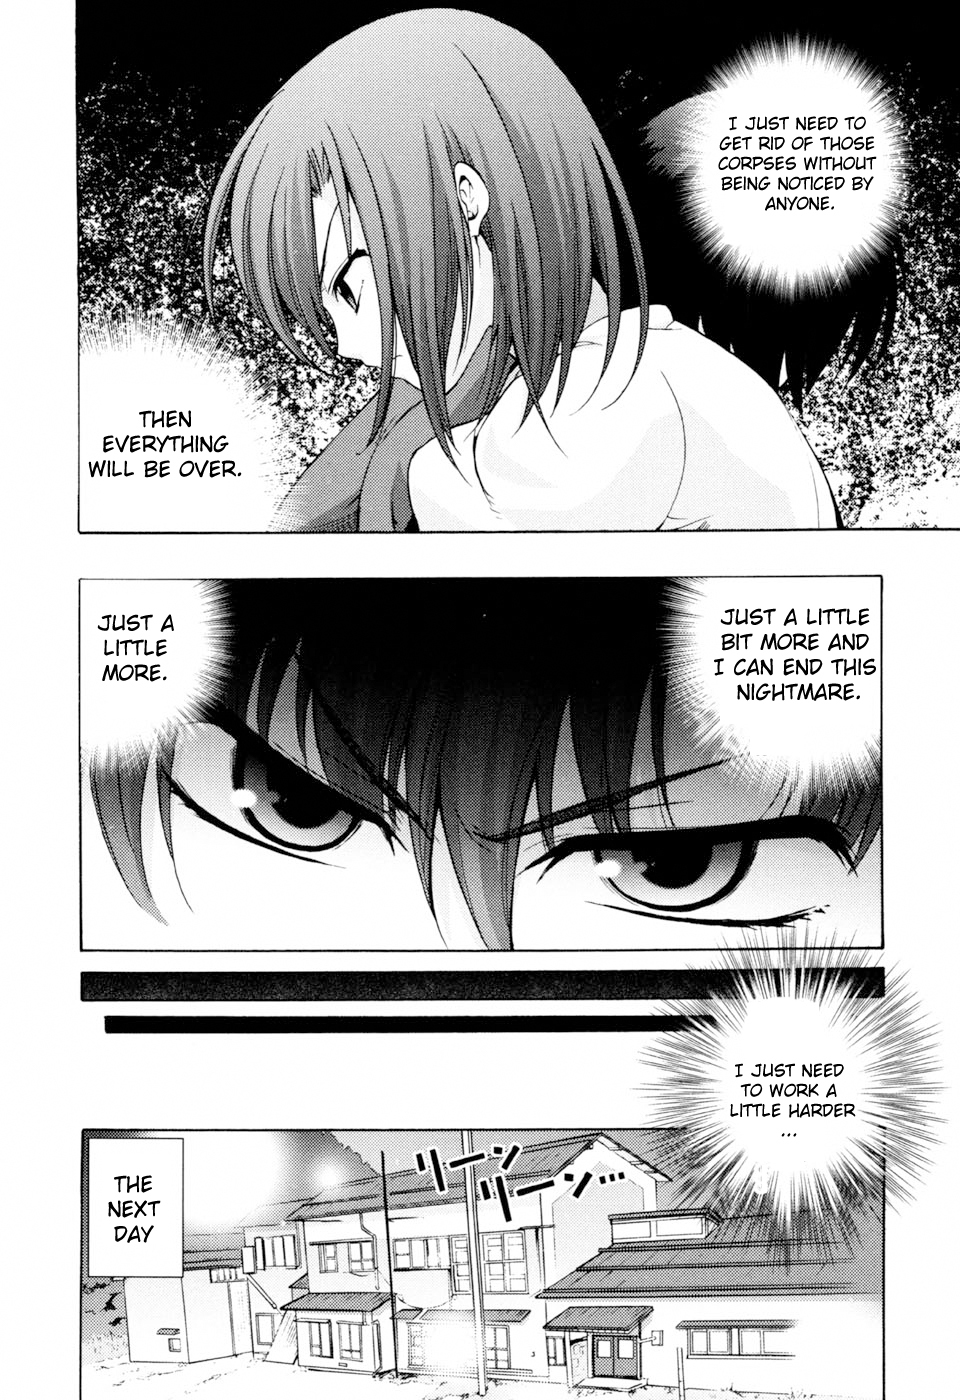 I JUST NEED TO
GET RID OF THOSE
CORPSES WITHOUT
BEING NOTICED BY
ANYONE.
THEN
EVERYTHING
WILL BE OVER.
JUST A LITTLE
BIT MORE AND
I CAN END THIS
NIGHTMARE.
JUST A
LITTLE
MORE.
I JUST NEED
TO WORK A
LITTLE HARDER
...
THE
NEXT
DAY
リーン
リーン...